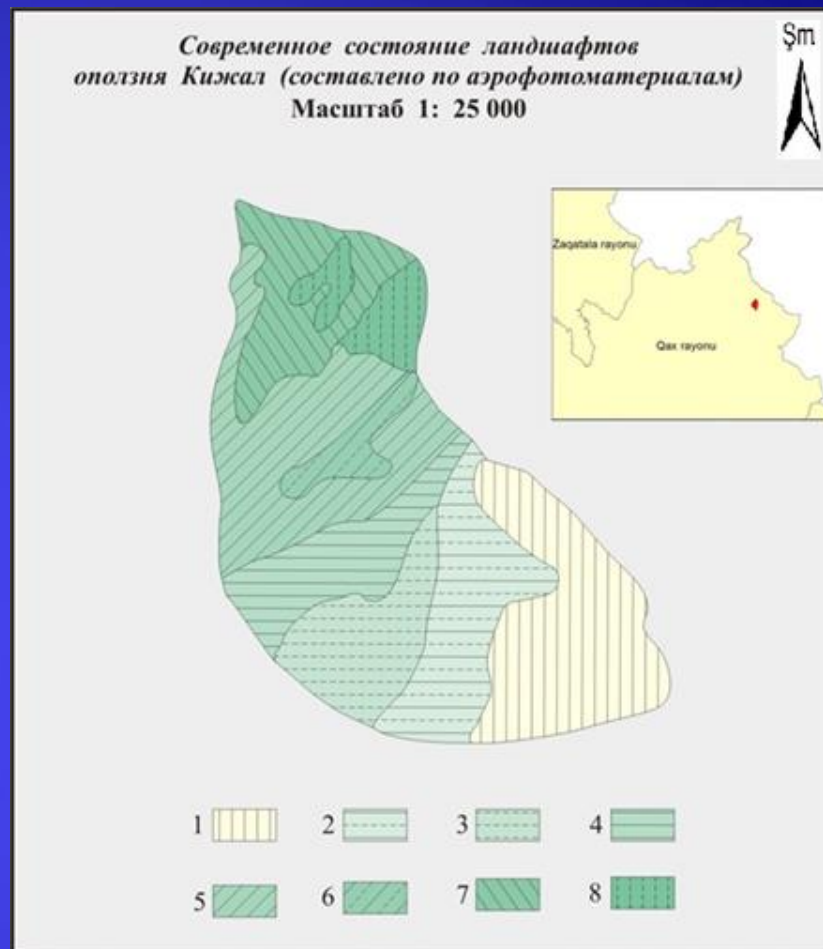 Современное состояние ландшафтов
оползня Кижал (составлено по аэрофотоматериалам)
Масштаб 1: 25 000
Şm
Zaqatala rayonu
Qax rayonu
1 2 3 4
5 6 7 8